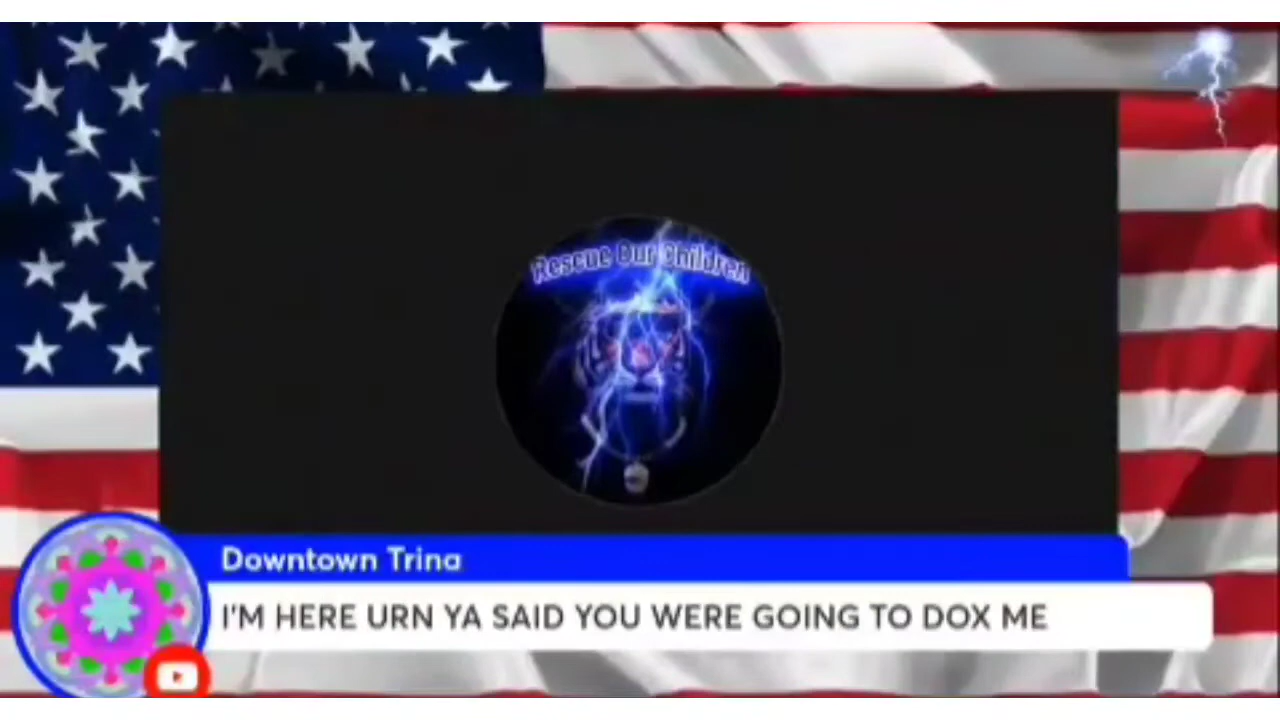 Rescue Our Children
Downtown Trina
I'M HERE URN YA SAID YOU WERE GOING TO DOX ME